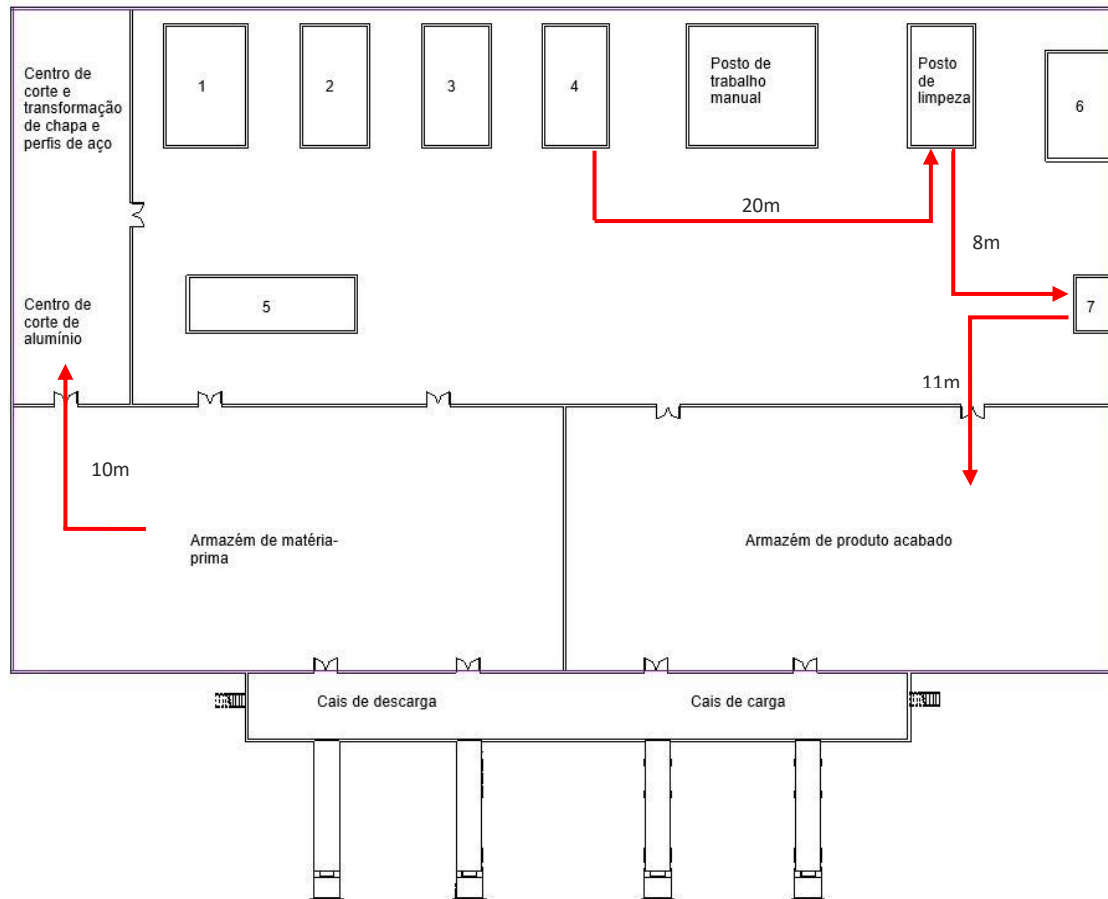 Centro de
corte e
transformação
de chapa e
perfis de aço
1
2
3
4
Posto de
trabalho
manual
Posto
de
limpeza
6
20m
8m
Centro de
corte de
alumínio
5
7
11m
10m
Armazém de matéria-
prima
Armazém de produto acabado
Cais de descarga
Cais de carga